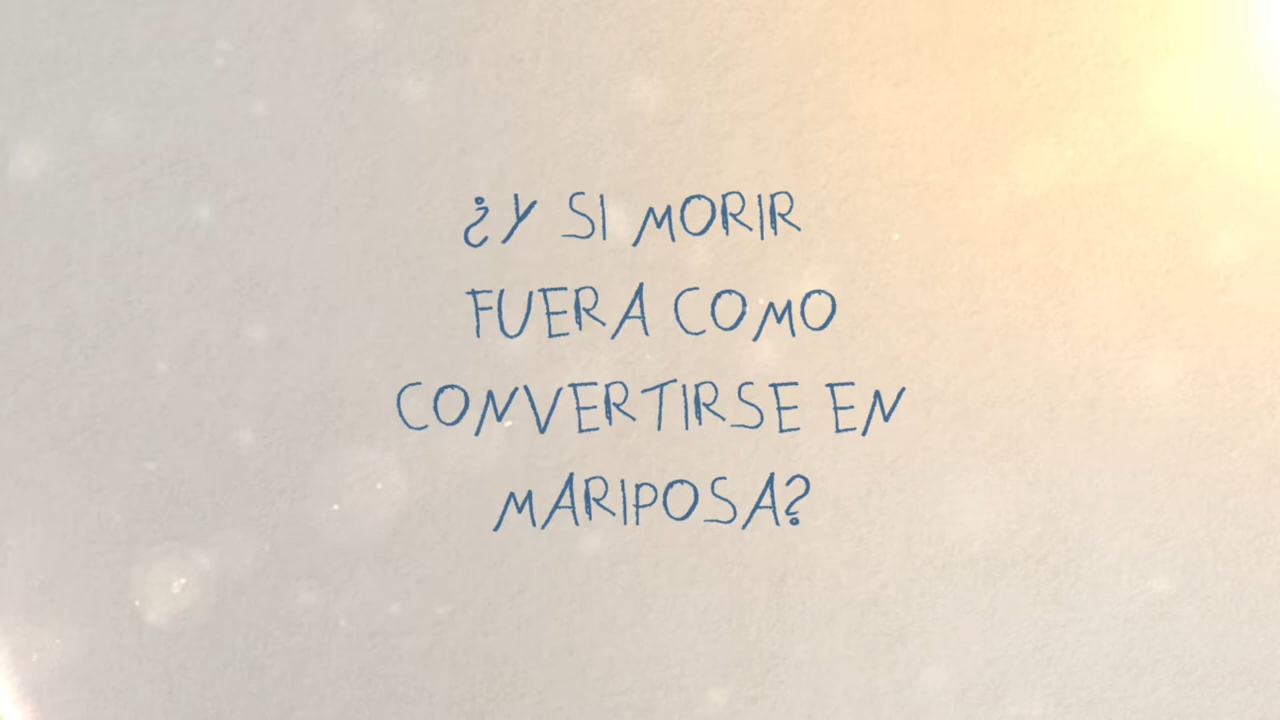 ¿Y SI MORIR
FUERA COMO
CONVERTIRSE EN
MARIPOSA?